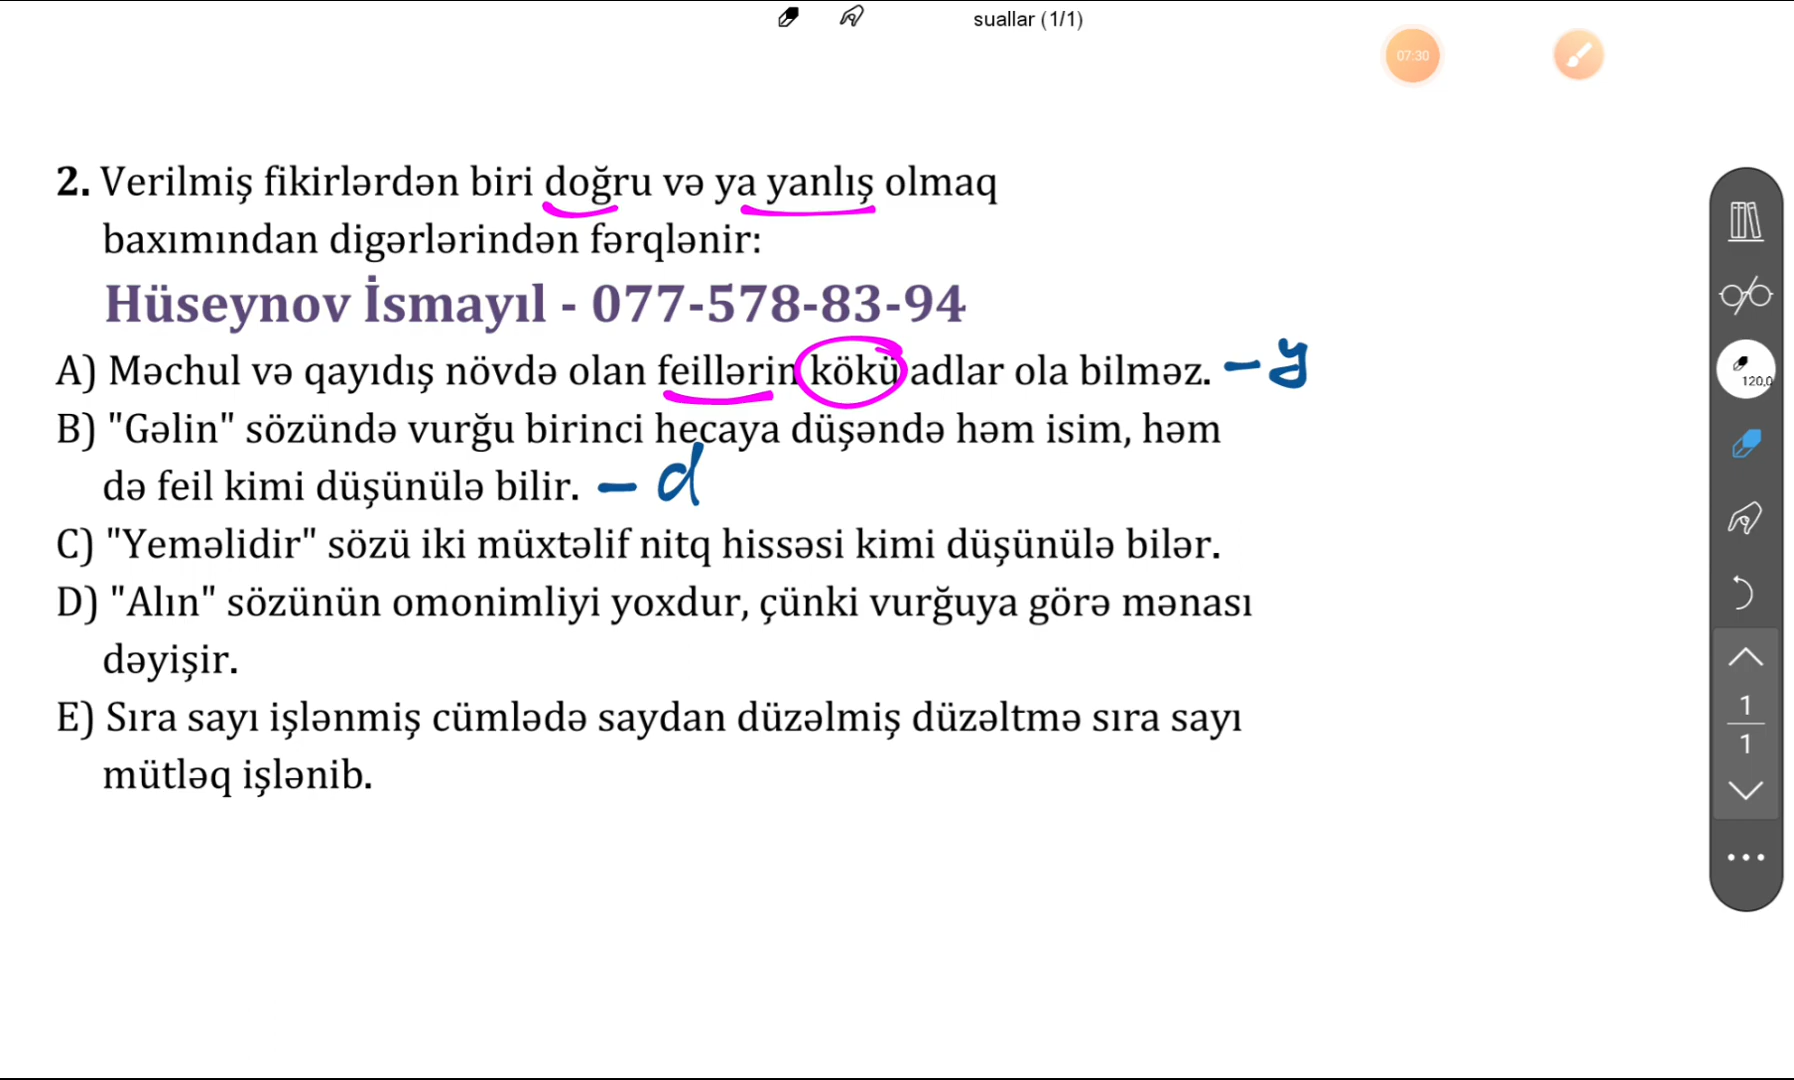 suallar (1/1)
07:30
2. Verilmiş fikirlərdən biri doğru və ya yanlış olmaq
baxımından digərlərindən fərqlənir:
Hüseynov İsmayıl - 077-578-83-94
A) Məchul və qayıdış növdə olan feillərin kökü adlar ola bilməz. – y
B) "Gəlin" sözündə vurğu birinci hecaya düşəndə həm isim, həm
də feil kimi düşünülə bilir. – d
C) "Yeməlidir" sözü iki müxtəlif nitq hissəsi kimi düşünülə bilər.
D) "Alın" sözünün omonimliyi yoxdur, çünki vurğuya görə mənası
dəyişir.
E) Sıra sayı işlənmiş cümlədə saydan düzəlmiş düzəltmə sıra sayı
mütləq işlənib.
120,0
1
1